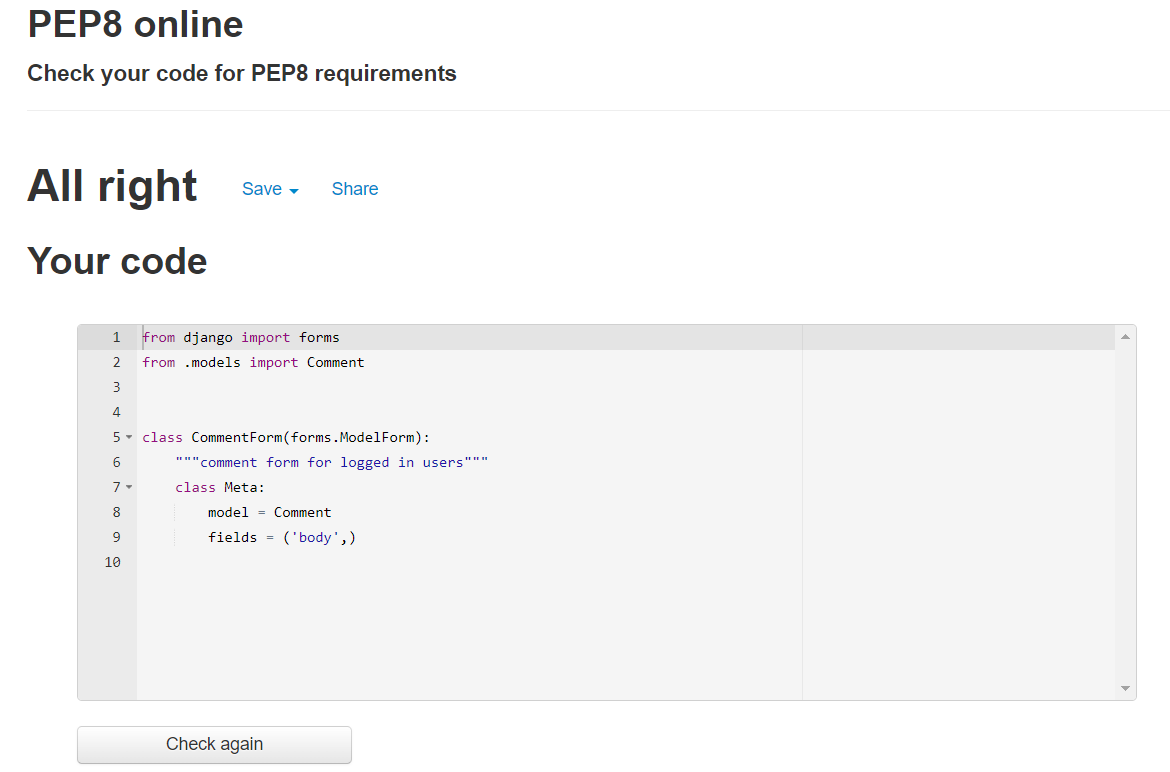 PEP8 online
Check your code for PEP8 requirements
All right Save Share
Your code
1 from django import forms
2 from .models import Comment
3
4
5 class CommentForm(forms.ModelForm):
6     """comment form for logged in users"""
7     class Meta:
8         model = Comment
9         fields = ('body',)
10
Check again